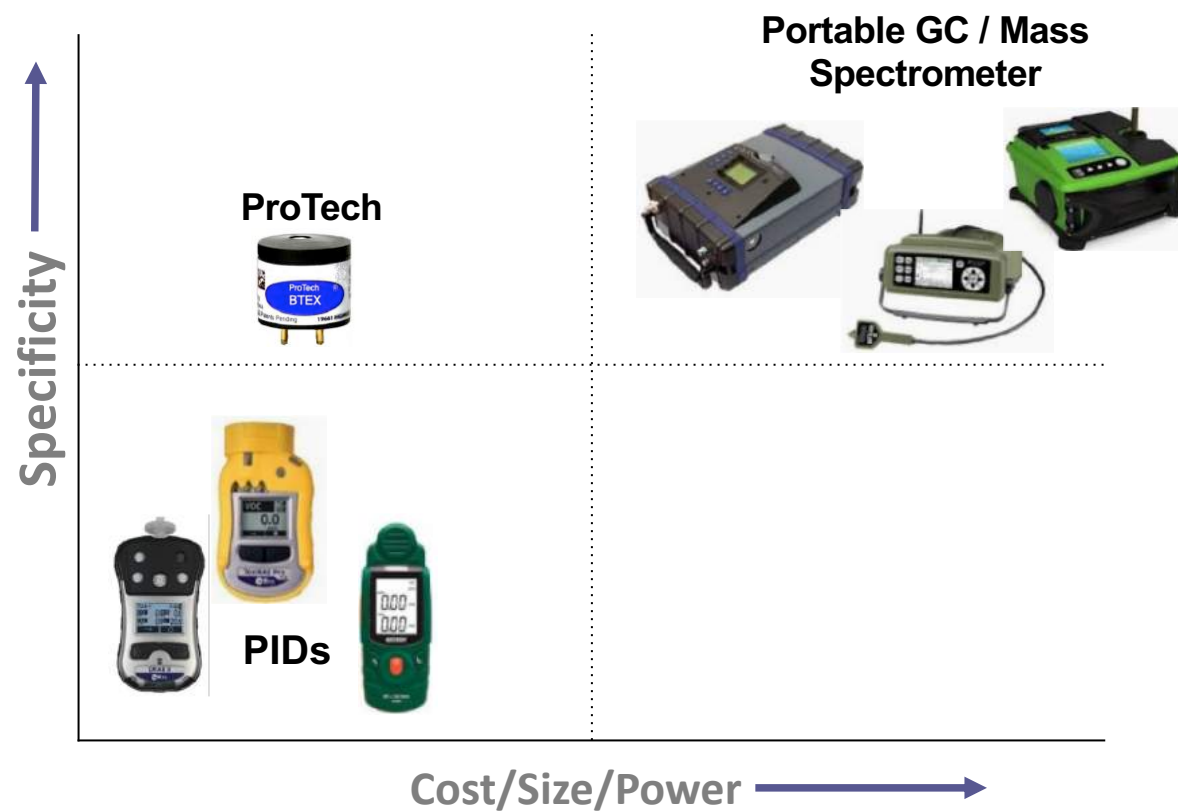 Portable GC / Mass
Spectrometer
ProTech
ProTech
BTEX
Pending
Specificity
VOC
0.0
0.00
0.00
PIDs
Cost/Size/Power